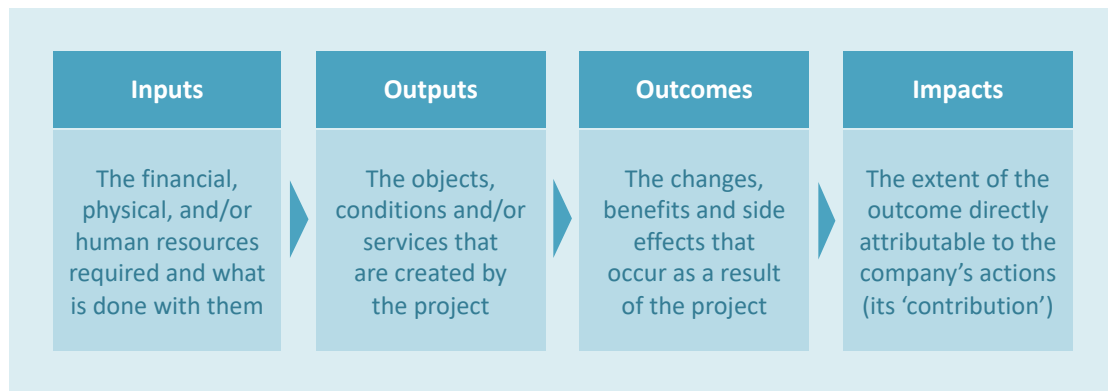 Inputs
The financial,
physical, and/or
human resources
required and what
is done with them
Outputs
The objects,
conditions and/or
services that
are created by
the project
Outcomes
The changes,
benefits and side
effects that
occur as a result
of the project
Impacts
The extent of the
outcome directly
attributable to the
company’s actions
(its ‘contribution’)